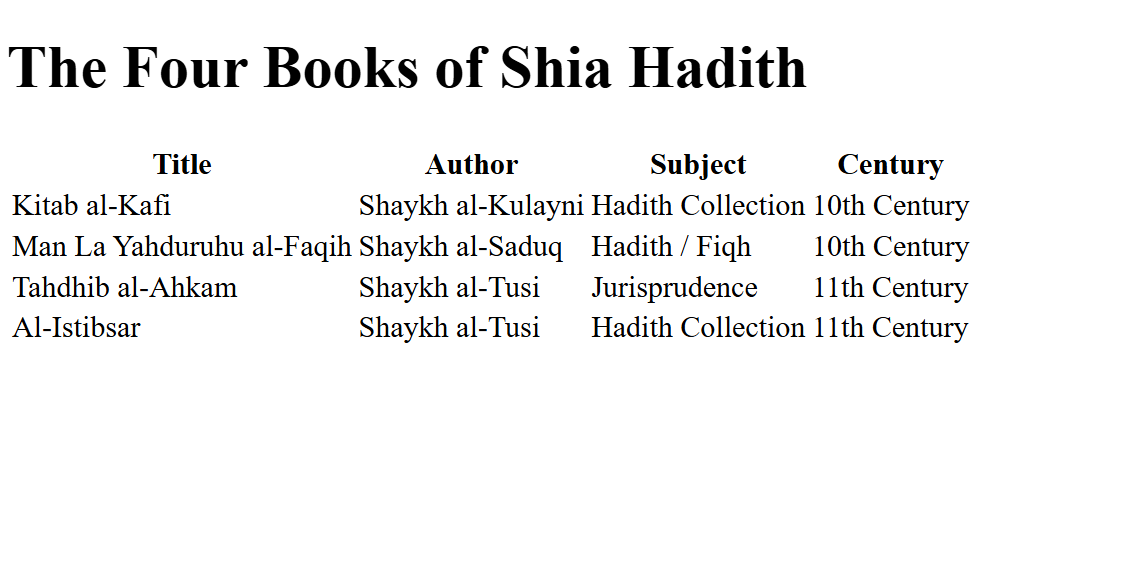 The Four Books of Shia Hadith
Title Author Subject Century
Kitab al-Kafi Shaykh al-Kulayni Hadith Collection 10th Century
Man La Yahduruhu al-Faqih Shaykh al-Saduq Hadith / Fiqh 10th Century
Tahdhib al-Ahkam Shaykh al-Tusi Jurisprudence 11th Century
Al-Istibsar Shaykh al-Tusi Hadith Collection 11th Century